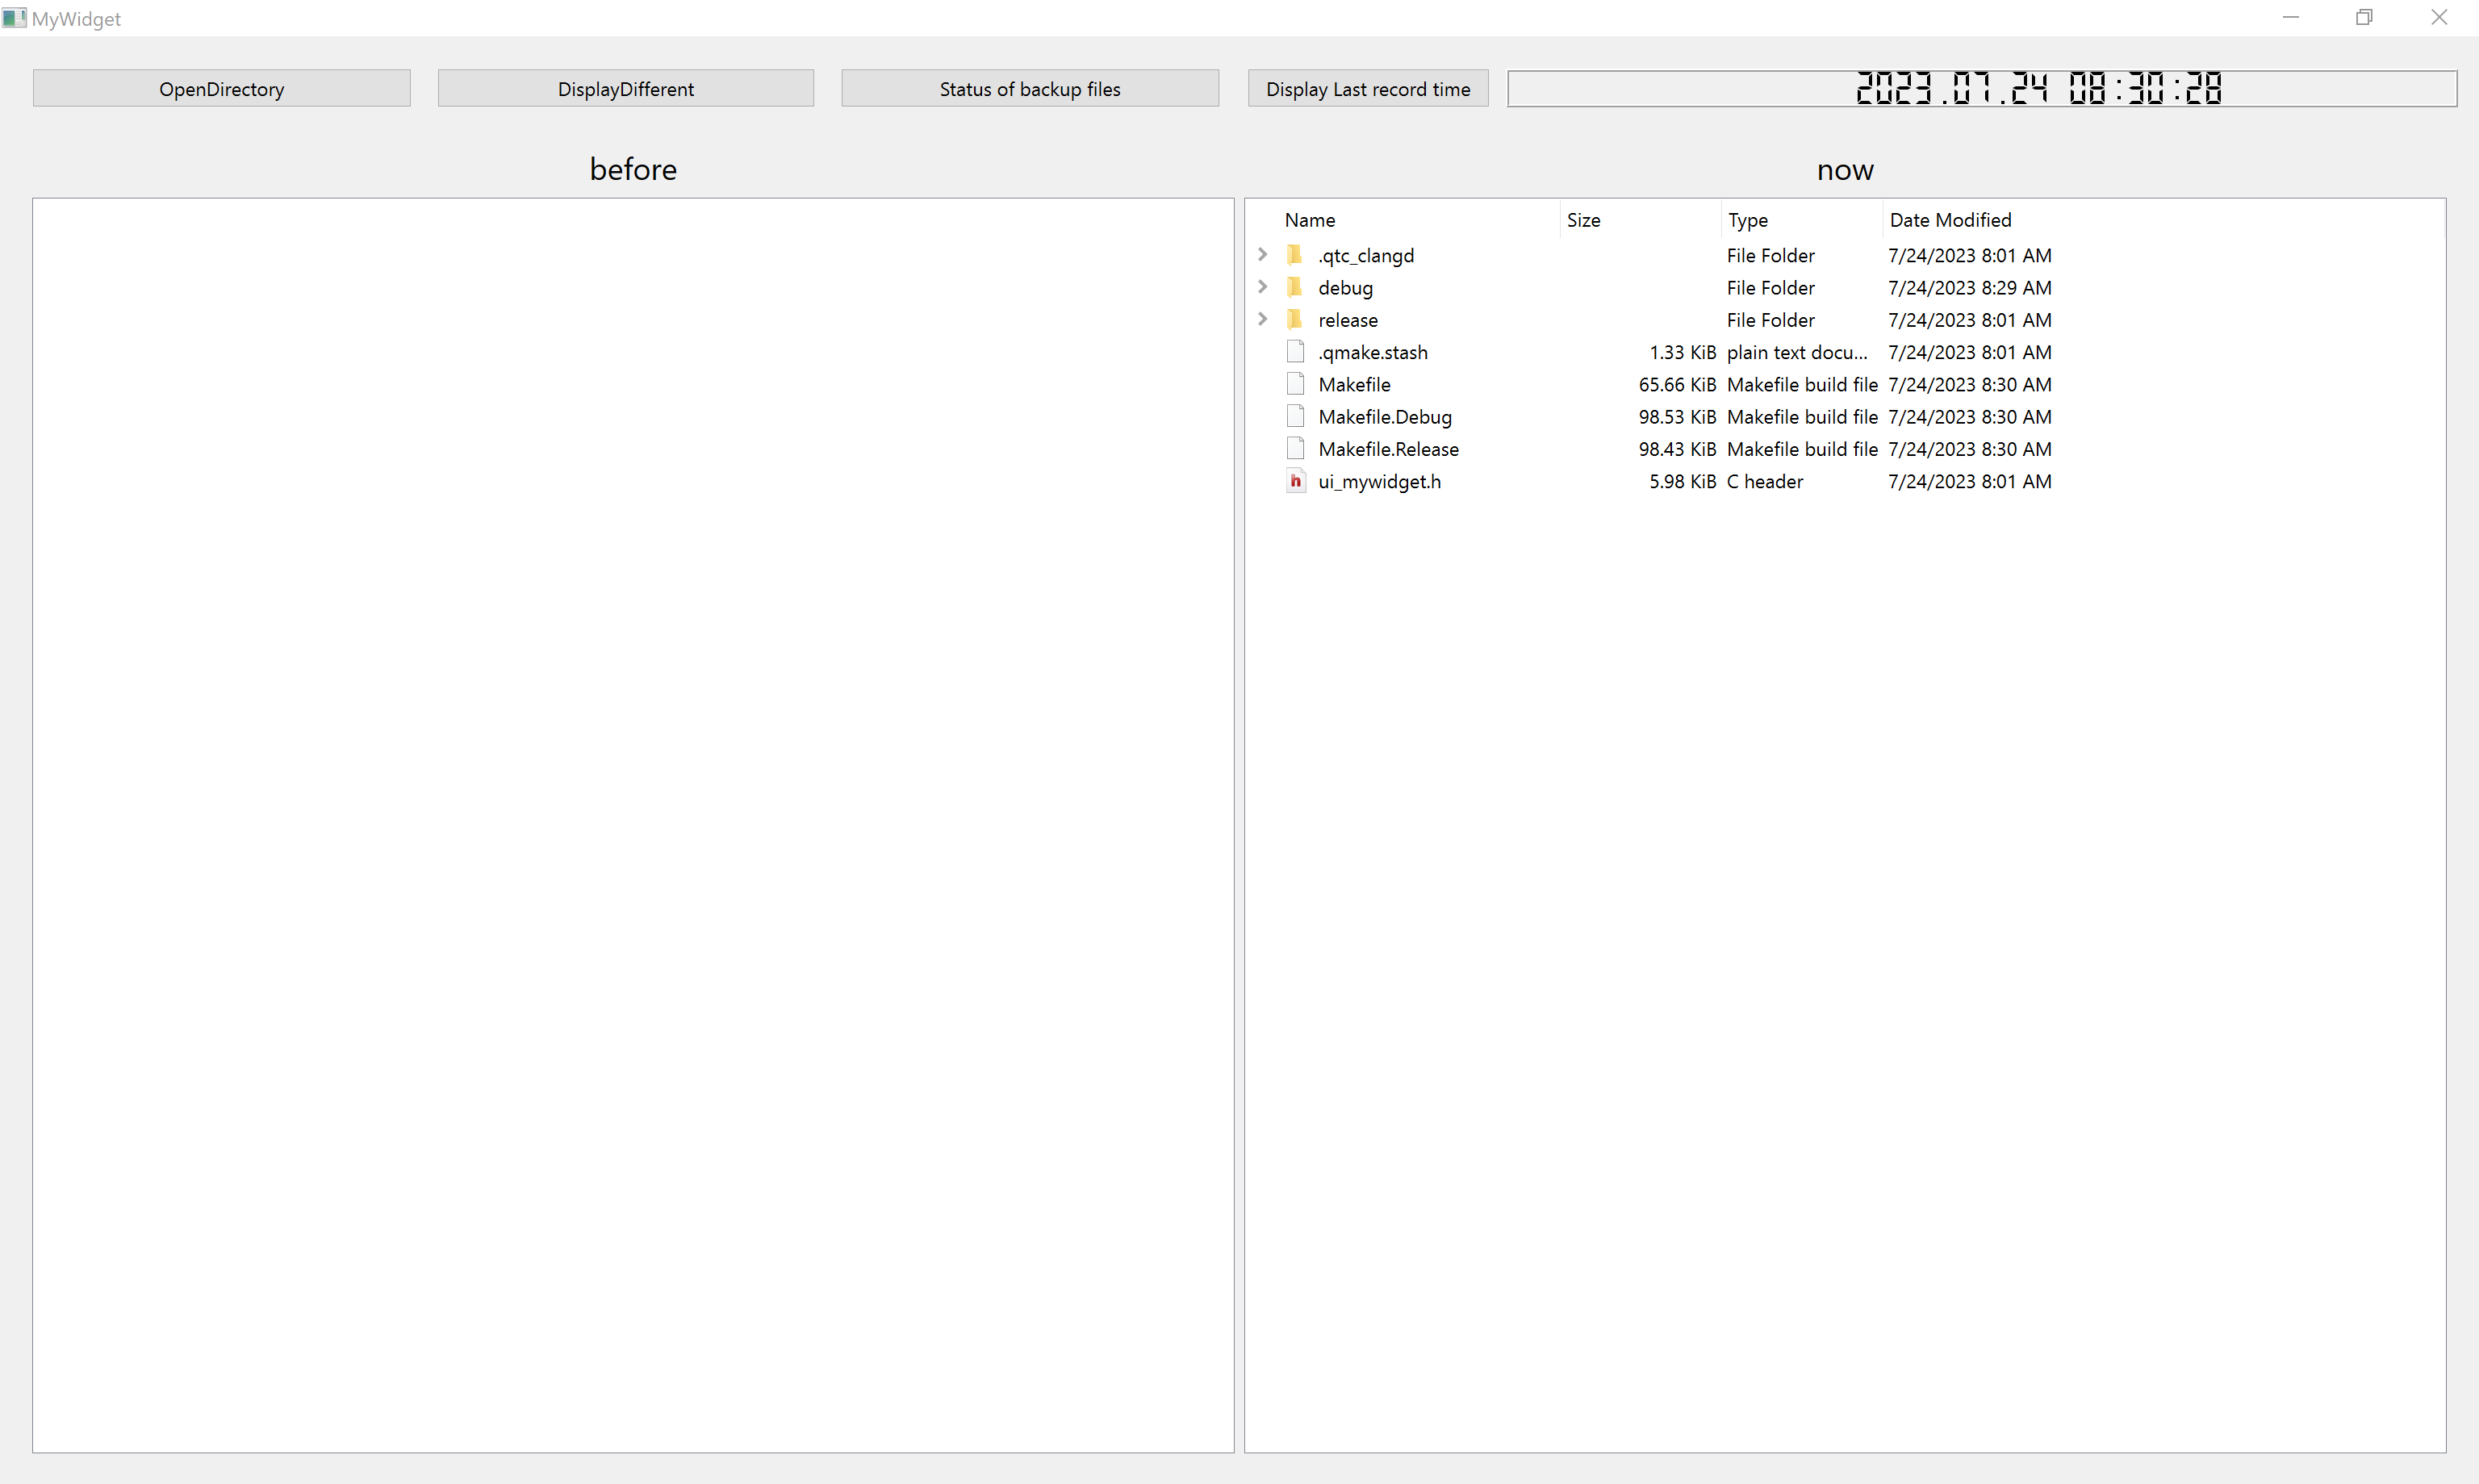 MyWidget
OpenDirectory DisplayDifferent Status of backup files Display Last record time 2023.07.24 08:30:28
before now
Name Size Type Date Modified
.qtc_clangd File Folder 7/24/2023 8:01 AM
debug File Folder 7/24/2023 8:29 AM
release File Folder 7/24/2023 8:01 AM
.qmake.stash 1.33 KiB plain text docu... 7/24/2023 8:01 AM
Makefile 65.66 KiB Makefile build file 7/24/2023 8:30 AM
Makefile.Debug 98.53 KiB Makefile build file 7/24/2023 8:30 AM
Makefile.Release 98.43 KiB Makefile build file 7/24/2023 8:30 AM
h ui_mywidget.h 5.98 KiB C header 7/24/2023 8:01 AM